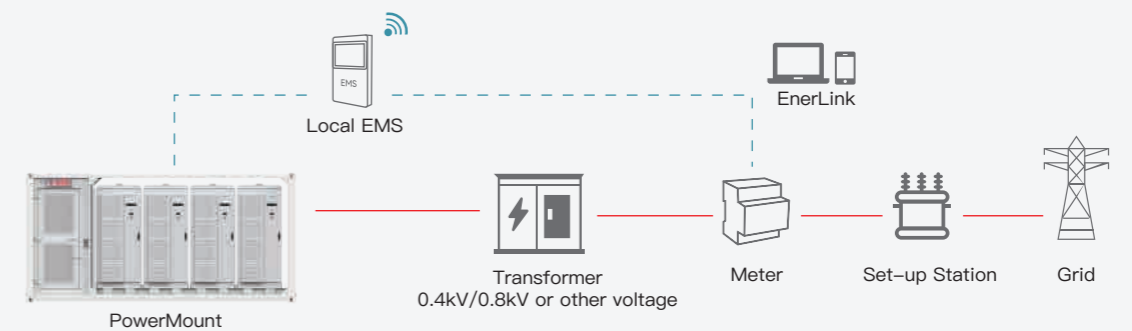 EMS
Local EMS
EnerLink
Transformer
0.4kV/0.8kV or other voltage
Meter
Set-up Station
Grid
PowerMount